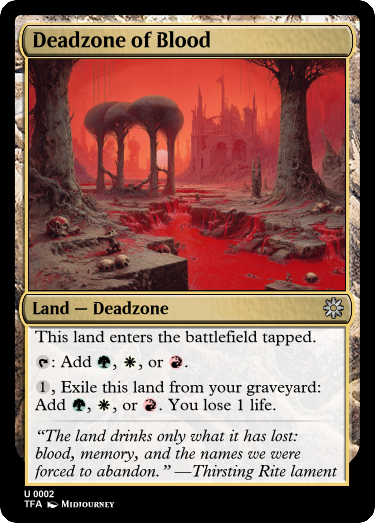 Deadzone of Blood
Land — Deadzone
This land enters the battlefield tapped.
: Add , , or .
1, Exile this land from your graveyard:
Add , , or . You lose 1 life.
“The land drinks only what it has lost:
blood, memory, and the names we were
forced to abandon.” —Thirsting Rite lament
U 0002
TFA Midjourney